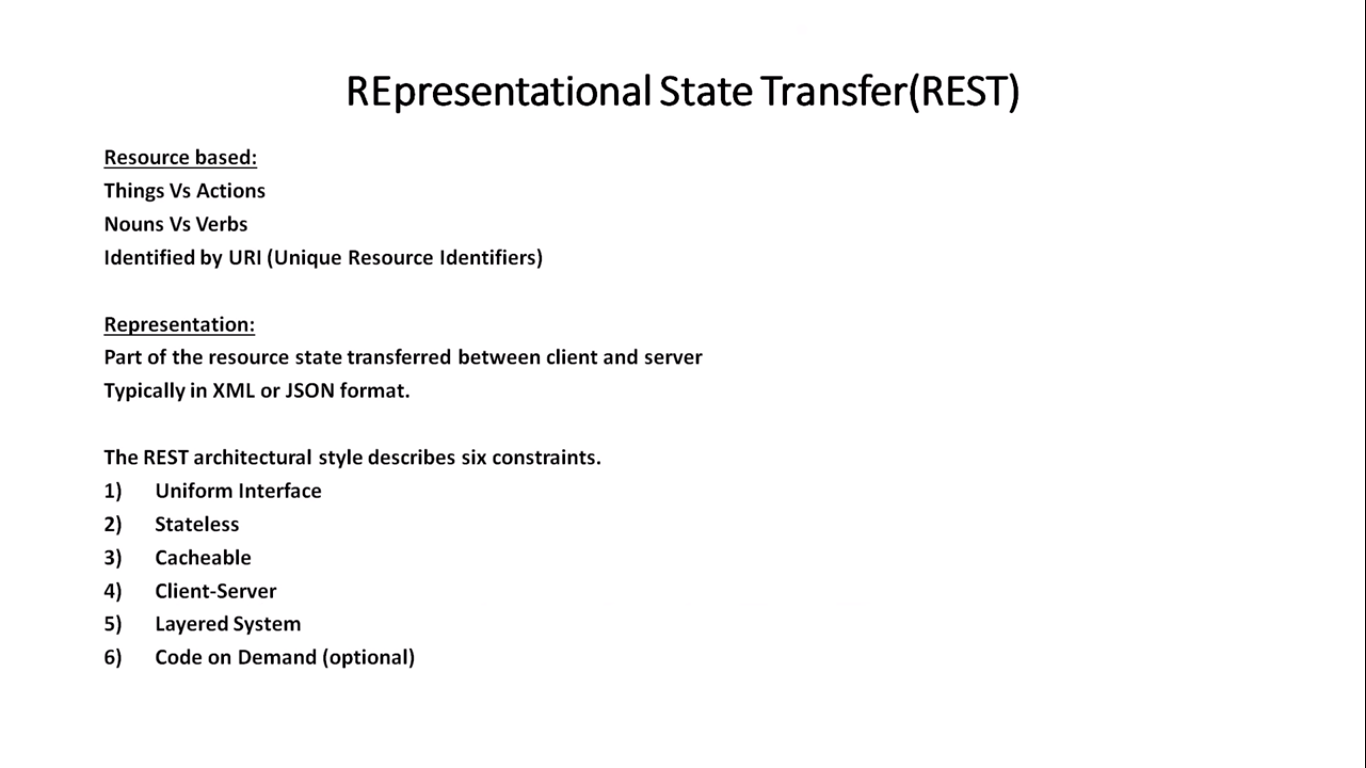 REpresentational State Transfer(REST)
Resource based:
Things Vs Actions
Nouns Vs Verbs
Identified by URI (Unique Resource Identifiers)
Representation:
Part of the resource state transferred between client and server
Typically in XML or JSON format.
The REST architectural style describes six constraints.
1) Uniform Interface
2) Stateless
3) Cacheable
4) Client-Server
5) Layered System
6) Code on Demand (optional)